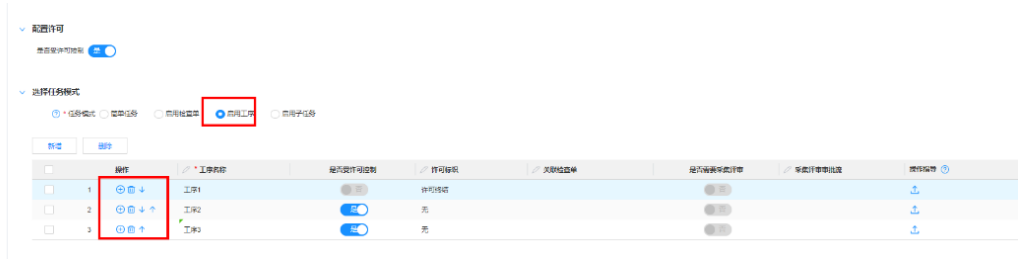 配置许可
是否受许可控制 是
选择任务模式
* 任务模式 简单任务 启用检查单 启用工序 启用子任务
新增 删除
操作 * 工序名称 是否受许可控制 许可标识 关联检查单 是否需要采集评审 采集评审审批流 操作指导
1 工序1 否 许可终结 否
2 工序2 是 无 否
3 工序3 是 无 否